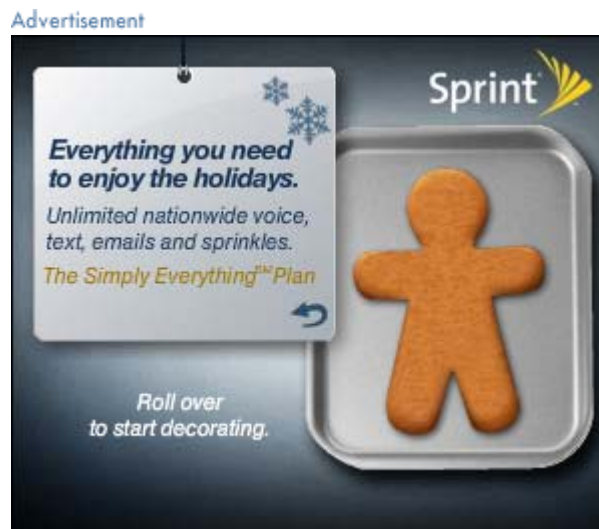 Advertisement
Sprint
Everything you need
to enjoy the holidays.
Unlimited nationwide voice,
text, emails and sprinkles.
The Simply Everything℠ Plan
Roll over
to start decorating.